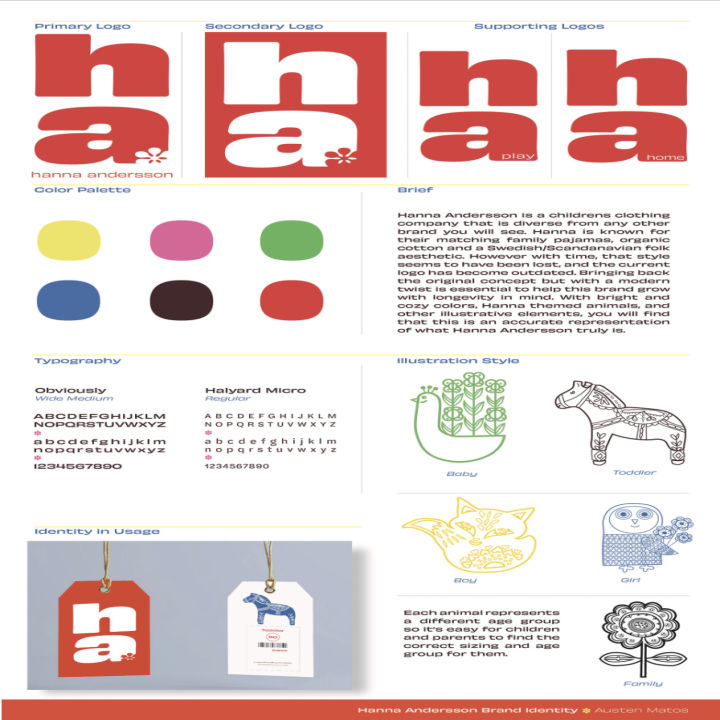 Primary Logo
Secondary Logo
Supporting Logos
ha
hanna andersson
ha
ha
play
ha
home
Color Palette
Brief
Hanna Andersson is a childrens clothing
company that is diverse from any other
brand you will see. Hanna is known for
their matching family pajamas, organic
cotton and a Swedish/Scandanavian folk
aesthetic. However with time, that style
seems to have been lost, and the current
logo has become outdated. Bringing back
the original concept but with a modern
twist is essential to help this brand grow
with longevity in mind. With bright and
cozy colors, Hanna themed animals, and
other illustrative elements, you will find
that this is an accurate representation
of what Hanna Andersson truly is.
Typography
Obviously
Wide Medium
ABCDEFGHIJKLM
NOPQRSTUVWXYZ
abcdefghijklm
nopqrstuvwxyz
1234567890
Halyard Micro
Regular
ABCDEFGHIJKLM
NOPQRSTUVWXYZ
abcdefghijklm
nopqrstuvwxyz
1234567890
Illustration Style
Baby
Toddler
Boy
Girl
Each animal represents
a different age group
so it's easy for children
and parents to find the
correct sizing and age
group for them.
Family
Identity in Usage
ha
Hanna Andersson Brand Identity Austen Matos